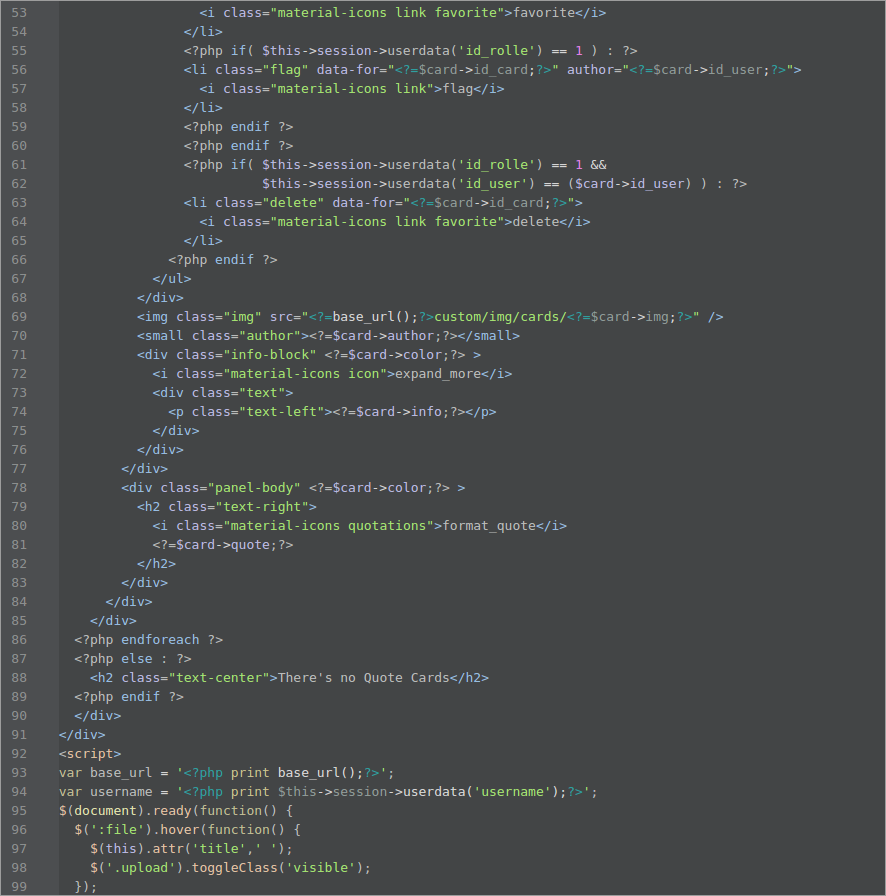 53 <i class="material-icons link favorite">favorite</i>
54 </li>
55 <?php if( $this->session->userdata('id_rolle') == 1 ) : ?>
56 <li class="flag" data-for="<?=$card->id_card;?>" author="<?=$card->id_user;?>">
57 <i class="material-icons link">flag</i>
58 </li>
59 <?php endif ?>
60 <?php endif ?>
61 <?php if( $this->session->userdata('id_rolle') == 1 &&
62 $this->session->userdata('id_user') == ($card->id_user) ) : ?>
63 <li class="delete" data-for="<?=$card->id_card;?>">
64 <i class="material-icons link favorite">delete</i>
65 </li>
66 <?php endif ?>
67 </ul>
68 </div>
69 <img class="img" src="<?=base_url();?>custom/img/cards/<?=$card->img;?>" />
70 <small class="author"><?=$card->author;?></small>
71 <div class="info-block" <?=$card->color;?> >
72 <i class="material-icons icon">expand_more</i>
73 <div class="text">
74 <p class="text-left"><?=$card->info;?></p>
75 </div>
76 </div>
77 </div>
78 <div class="panel-body" <?=$card->color;?> >
79 <h2 class="text-right">
80 <i class="material-icons quotations">format_quote</i>
81 <?=$card->quote;?>
82 </h2>
83 </div>
84 </div>
85 </div>
86 <?php endforeach ?>
87 <?php else : ?>
88 <h2 class="text-center">There's no Quote Cards</h2>
89 <?php endif ?>
90 </div>
91 </div>
92 <script>
93 var base_url = '<?php print base_url();?>';
94 var username = '<?php print $this->session->userdata('username');?>';
95 $(document).ready(function() {
96 $(':file').hover(function() {
97 $(this).attr('title',' ');
98 $('.upload').toggleClass('visible');
99 });